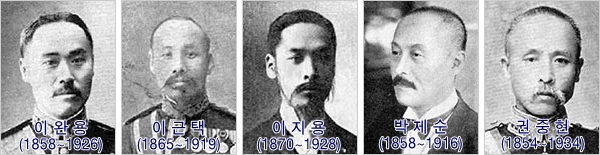 이 완 용
(1858~1926)
이 근 택
(1865~1919)
이 지 용
(1870~1928)
박 제 순
(1858~1916)
권 중 현
(1854~1934)